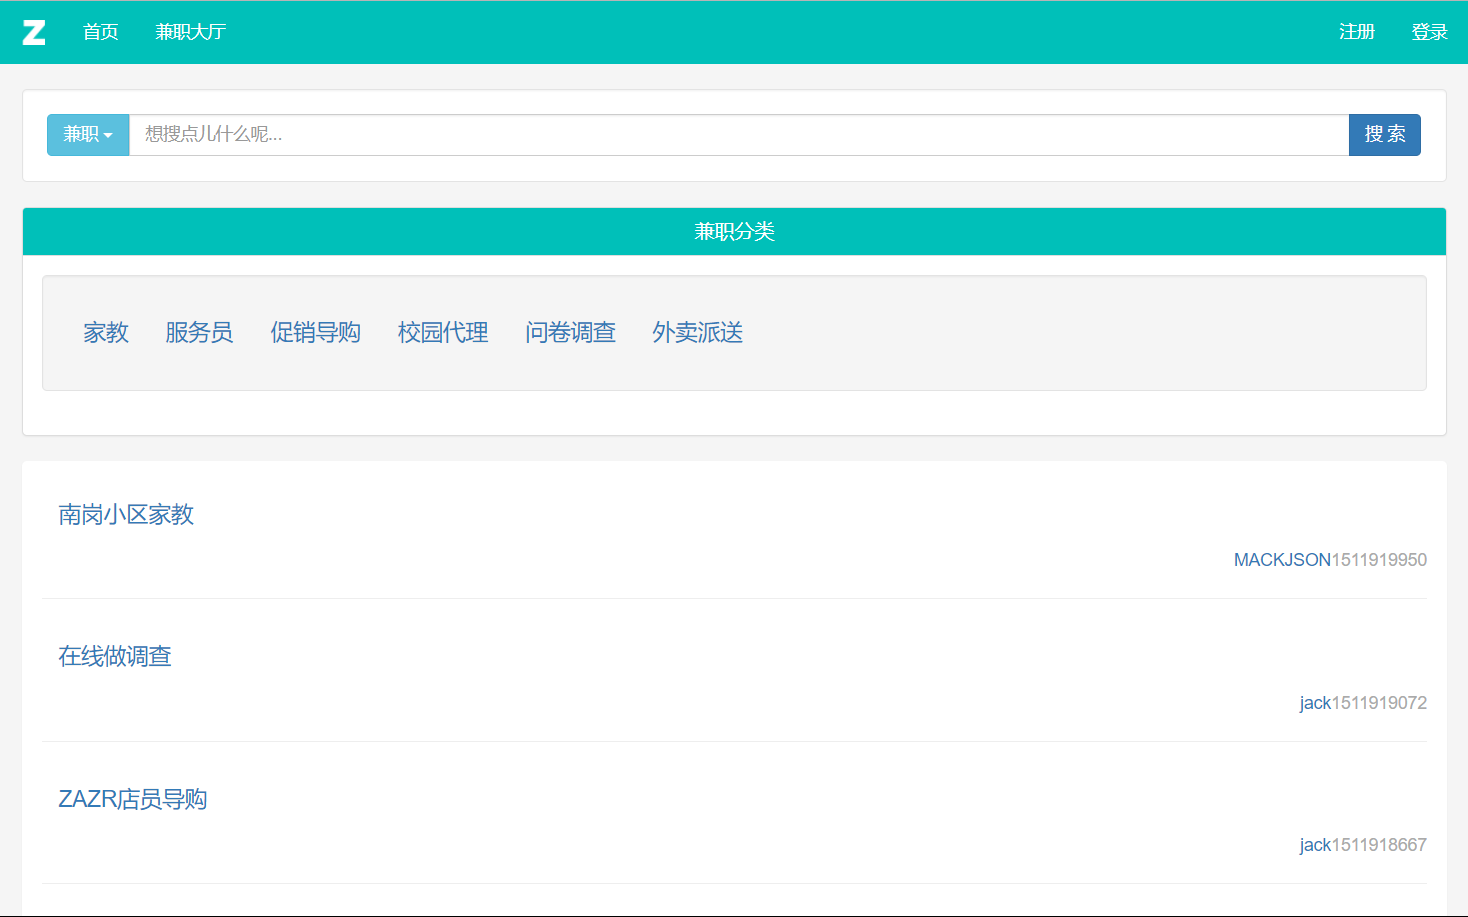 Z 首页 兼职大厅 注册 登录
兼职 想搜点儿什么呢... 搜 索
兼职分类
家教 服务员 促销导购 校园代理 问卷调查 外卖派送
南岗小区家教
MACKJSON1511919950
在线做调查
jack1511919072
ZAZR店员导购
jack1511918667